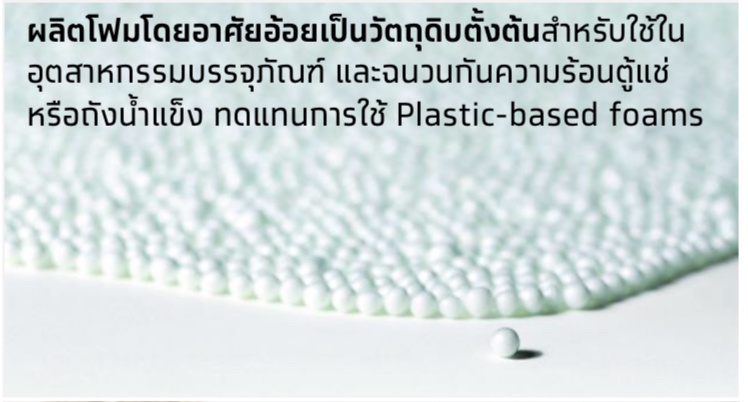 ผลิตโฟมโดยอาศัยอ้อยเป็นวัตถุดิบตั้งต้นสำหรับใช้ใน
อุตสาหกรรมบรรจุภัณฑ์ และฉนวนกันความร้อนตู้แช่
หรือถังน้ำแข็ง ทดแทนการใช้ Plastic-based foams